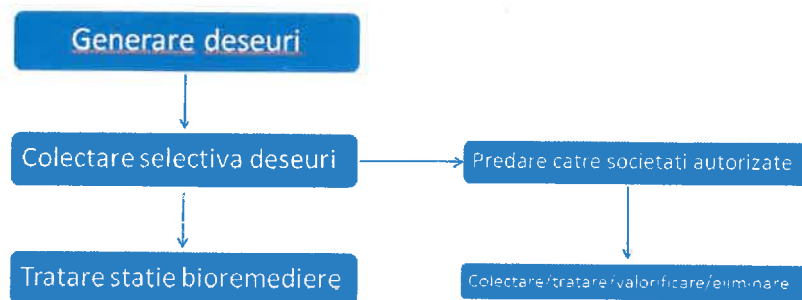 Generare deseuri
Colectare selectiva deseuri
Predare catre societati autorizate
Tratare statie bioremediere
Colectare/tratare/valorificare/eliminare